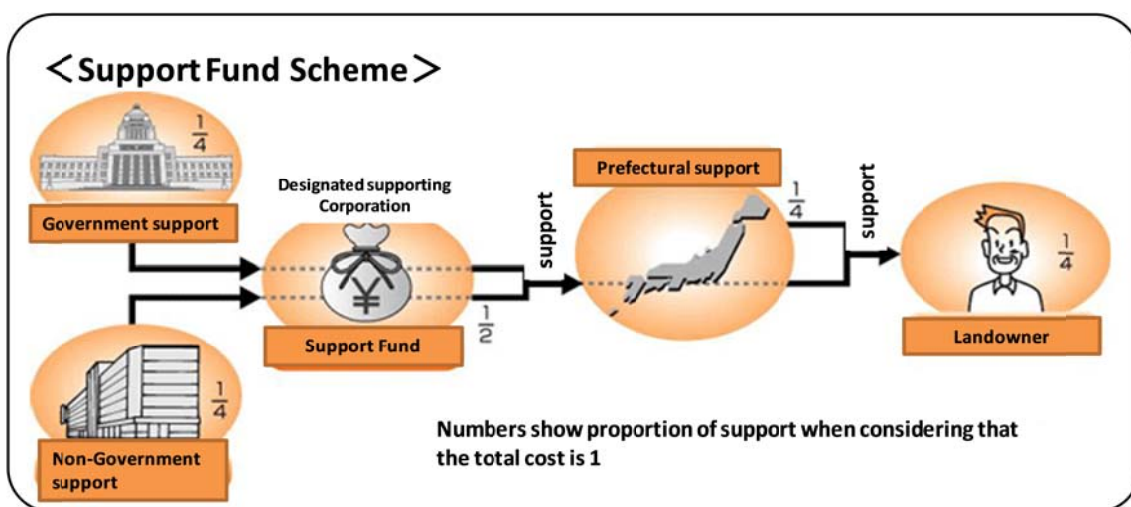 ＜Support Fund Scheme＞
1/4
Government support
Designated supporting
Corporation
¥
Support Fund
1/2
support
Prefectural support
1/4
support
1/4
Landowner
1/4
Non-Government
support
Numbers show proportion of support when considering that
the total cost is 1